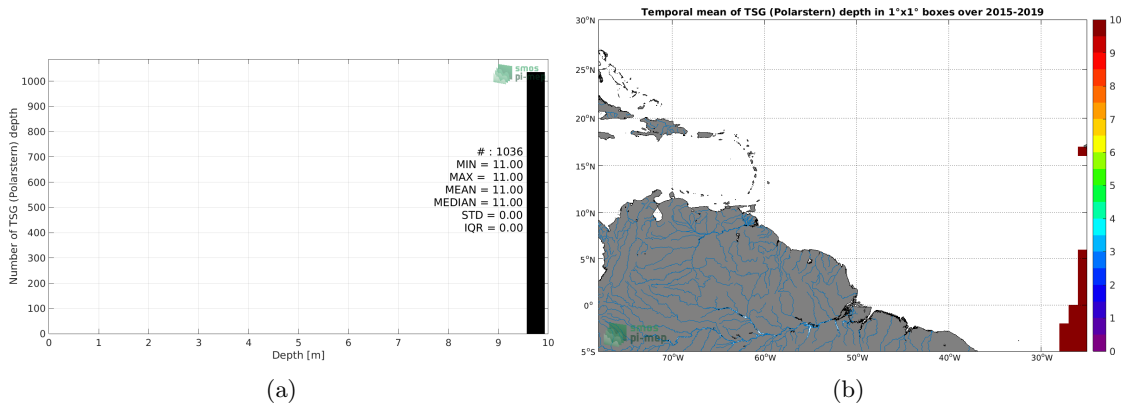 1000
900
800
700
600
500
400
300
200
100
0
Number of TSG (Polarstern) depth
smos
pi-mep
# : 1036
MIN = 11.00
MAX = 11.00
MEAN = 11.00
MEDIAN = 11.00
STD = 0.00
IQR = 0.00
0 1 2 3 4 5 6 7 8 9 10
Depth [m]
(a)
Temporal mean of TSG (Polarstern) depth in 1°x1° boxes over 2015-2019
30°N
25°N
20°N
15°N
10°N
5°N
0°
5°S
70°W 60°W 50°W 40°W 30°W
smos
pi-mep
10
9
8
7
6
5
4
3
2
1
0
(b)